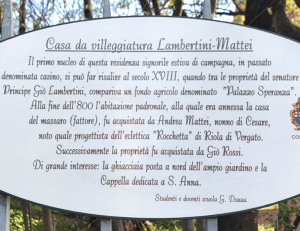 Casa da villeggiatura Lambertini-Mattei
Il primo nucleo di questa residenza signorile estiva di campagna, in passato
denominata casino, si può far risalire al secolo XVIII, quando tra le proprietà del senatore
Principe Giò Lambertini, compariva un fondo agricolo denominato "Palazzo Speranza".
Alla fine dell'800 l'abitazione padronale, alla quale era annessa la casa
del massaro (fattore), fu acquistata da Andrea Mattei, nonno di Cesare,
noto quale progettista dell'eclettica "Rocchetta" di Riola di Vergato.
Successivamente la proprietà fu acquistata da Giò Rossi.
Di grande interesse: la ghiacciaia posta a nord dell'ampio giardino e la
Cappella dedicata a S. Anna.
Studenti e docenti scuola G.